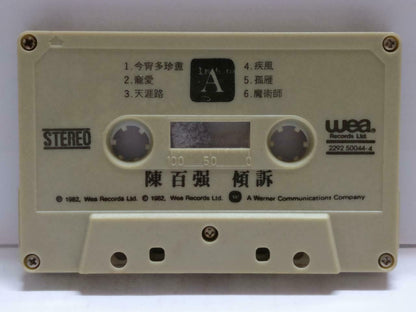 1.今宵多珍重
2.寵愛
3.天涯路
A
4.疾風
5.孤雁
6.魔術師
STEREO
wea
Records Ltd.
2292 50044-4
100 50 0
陳百强 傾訴
℗ 1982, Wea Records Ltd. © 1982, Wea Records Ltd. A Warner Communications Company